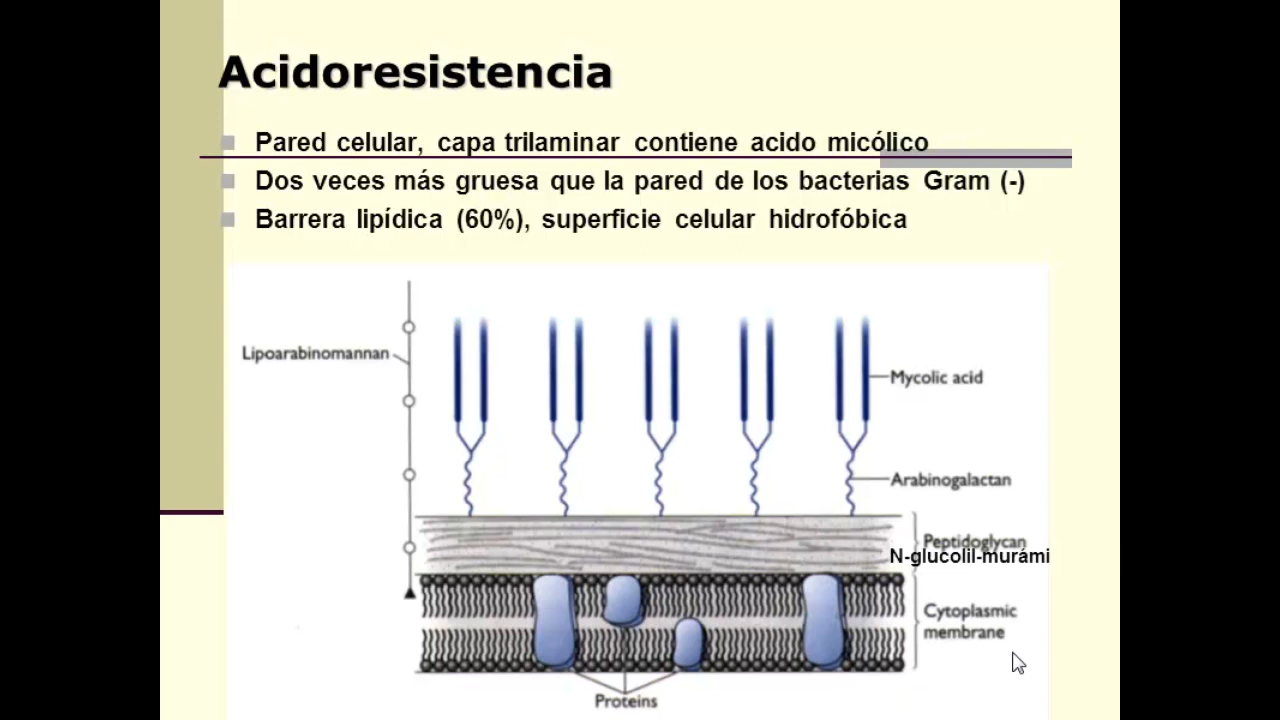 Acidoresistencia
Pared celular, capa trilaminar contiene acido micólico
Dos veces más gruesa que la pared de los bacterias Gram (-)
Barrera lipídica (60%), superficie celular hidrofóbica
Lipoarabinomannan
Mycolic acid
Arabinogalactan
Peptidoglycan
N-glucolil-murámi
Cytoplasmic
membrane
Proteins